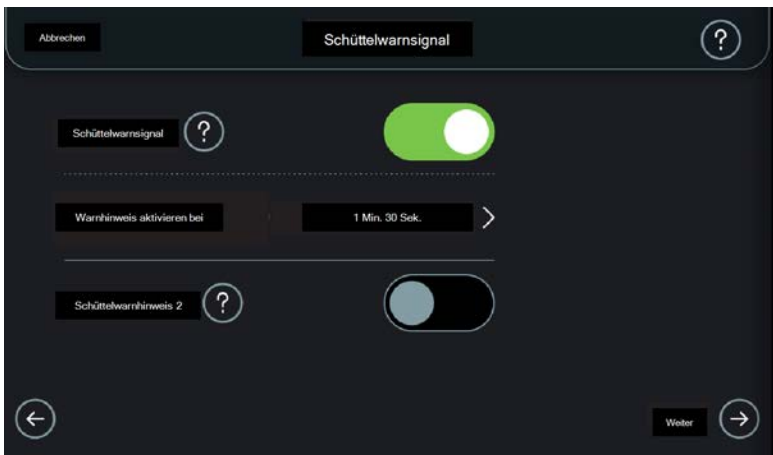 Abbrechen
Schüttelwarnsignal
?
Schüttelwarnsignal
?
Warnhinweis aktivieren bei
1 Min. 30 Sek.
Schüttelwarnhinweis 2
?
Weiter